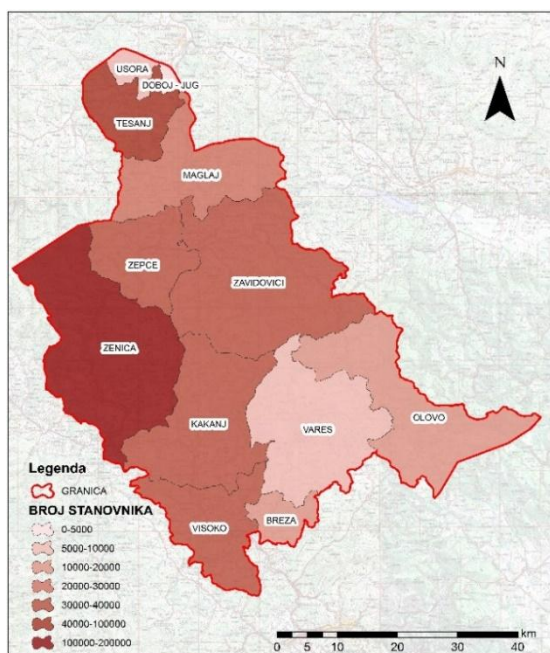 N
USORA
DOBOJ - JUG
TESANJ
MAGLAJ
ZEPCE
ZAVIDOVICI
ZENICA
KAKANJ
VARES
OLOVO
VISOKO
BREZA
Legenda
GRANICA
BROJ STANOVNIKA
0-5000
5000-10000
10000-20000
20000-30000
30000-40000
40000-100000
100000-200000
km
0 5 10 20 30 40